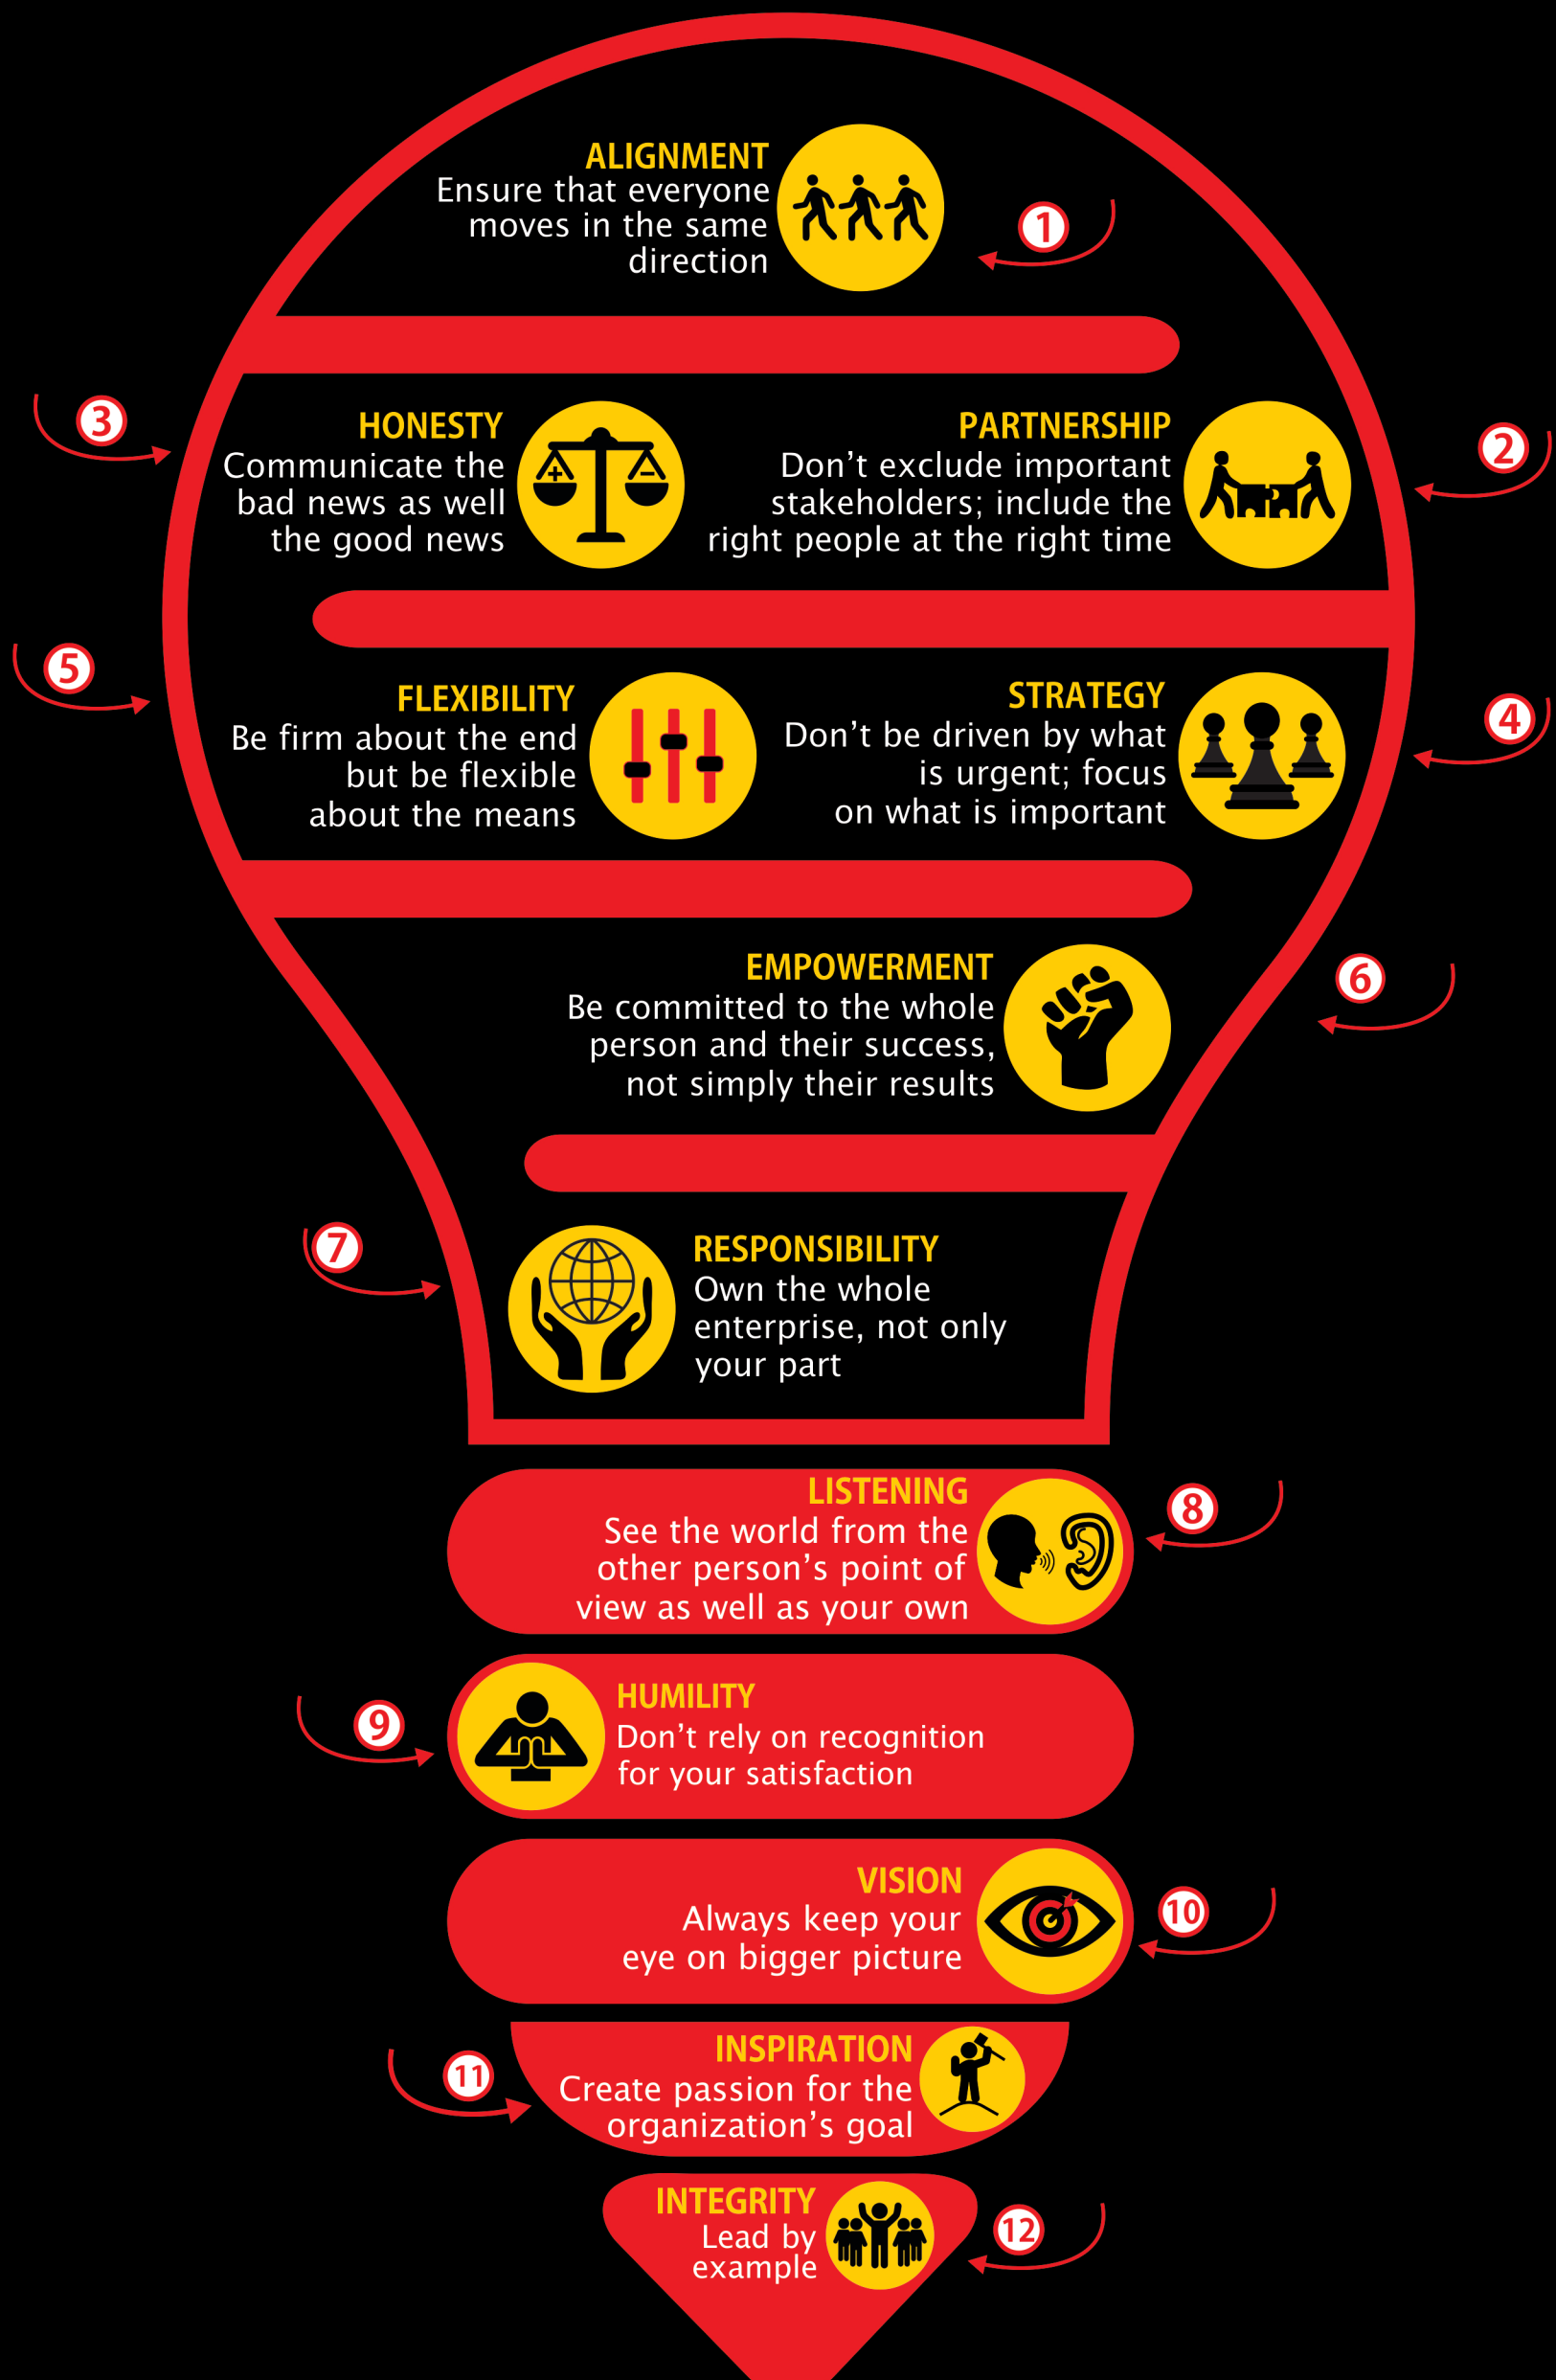 ALIGNMENT
Ensure that everyone
moves in the same
direction
1
3
HONESTY
Communicate the
bad news as well
the good news
PARTNERSHIP
Don’t exclude important
stakeholders; include the
right people at the right time
2
5
FLEXIBILITY
Be firm about the end
but be flexible
about the means
STRATEGY
Don’t be driven by what
is urgent; focus
on what is important
4
EMPOWERMENT
Be committed to the whole
person and their success,
not simply their results
6
7
RESPONSIBILITY
Own the whole
enterprise, not only
your part
LISTENING
See the world from the
other person’s point of
view as well as your own
8
9
HUMILITY
Don’t rely on recognition
for your satisfaction
VISION
Always keep your
eye on bigger picture
10
11
INSPIRATION
Create passion for the
organization’s goal
INTEGRITY
Lead by
example
12